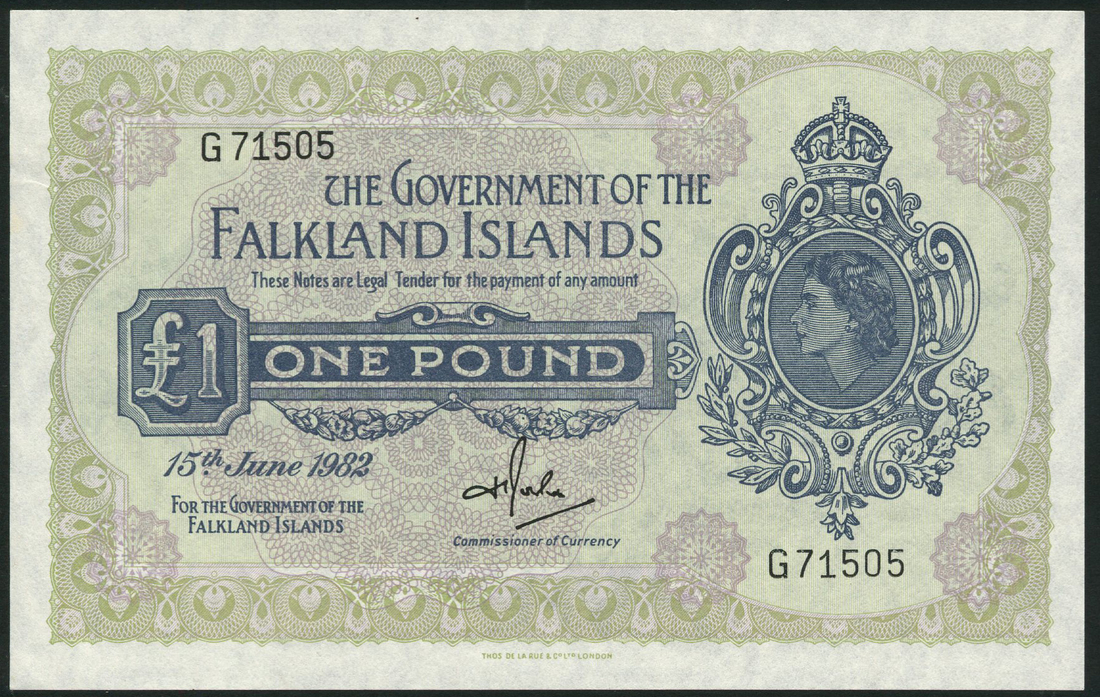 G 71505
THE GOVERNMENT OF THE
FALKLAND ISLANDS
These Notes are Legal Tender for the payment of any amount
£1 ONE POUND
15th June 1982
FOR THE GOVERNMENT OF THE
FALKLAND ISLANDS
Commissioner of Currency
G 71505
THOS DE LA RUE & CO LTD LONDON